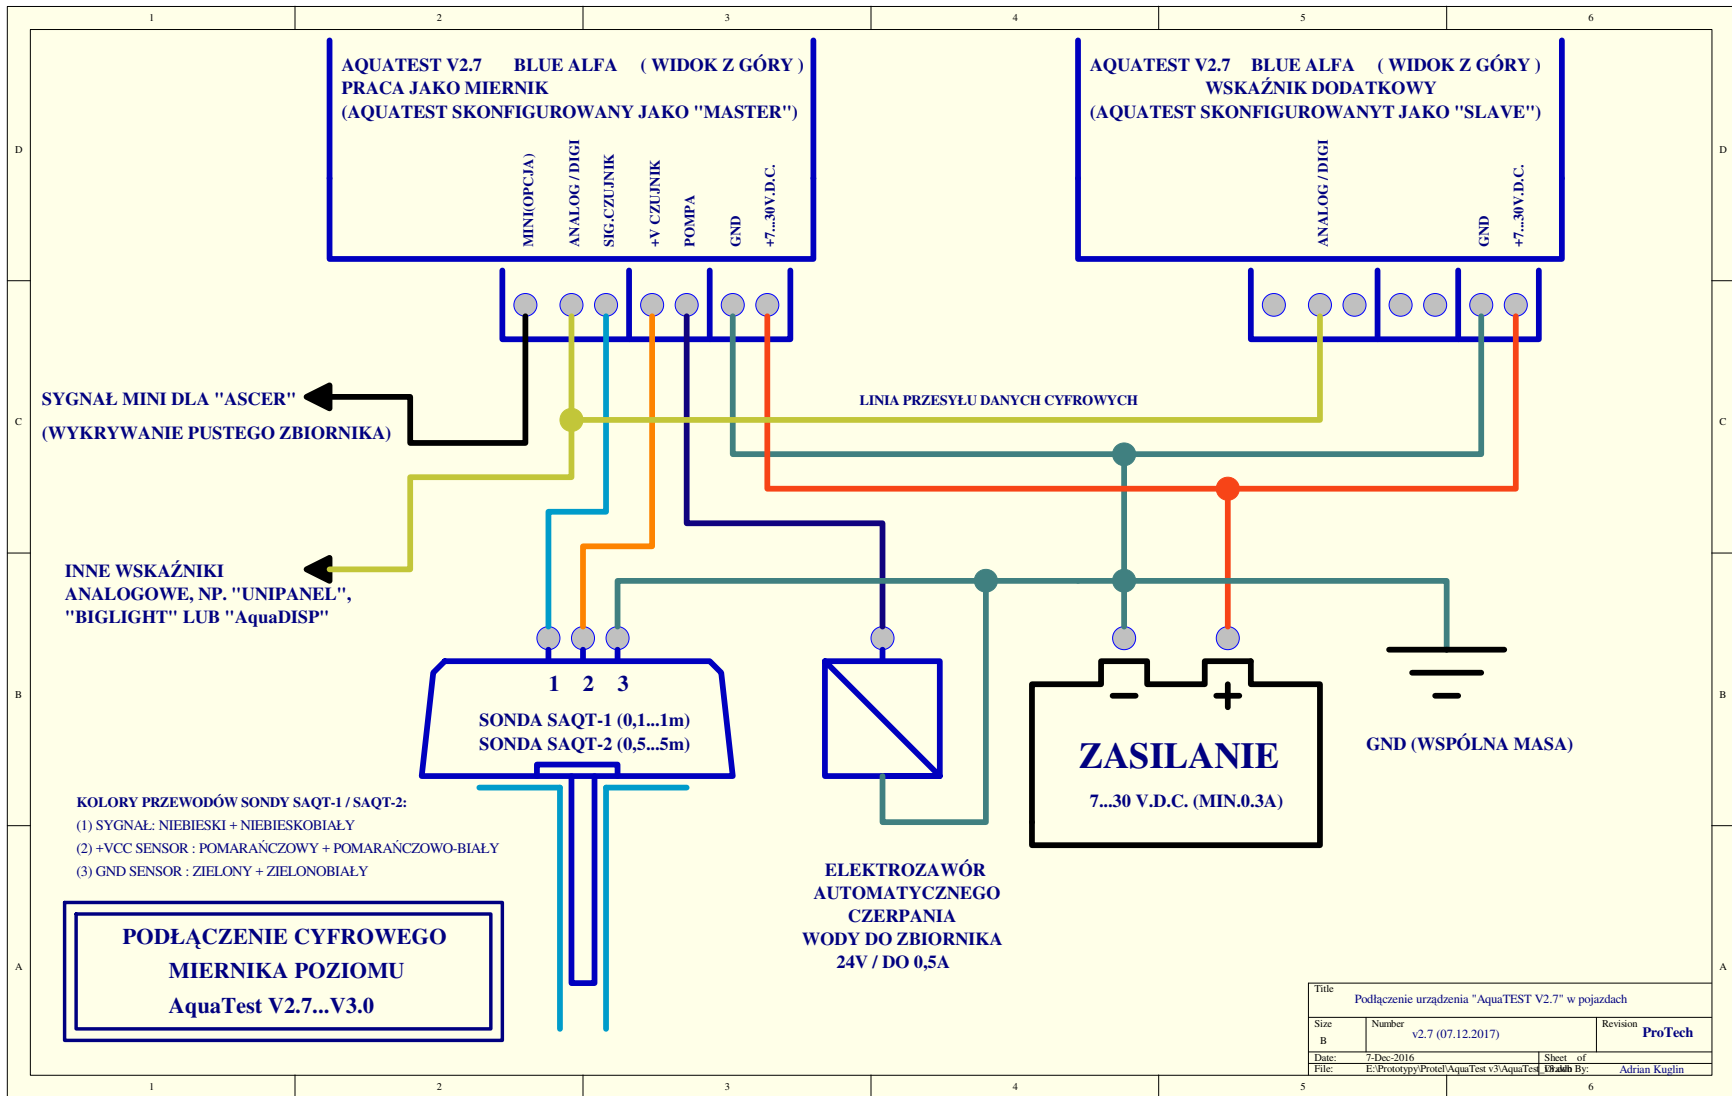 1 2 3 4 5 6
AQUATEST V2.7 BLUE ALFA ( WIDOK Z GÓRY )
PRACA JAKO MIERNIK
(AQUATEST SKONFIGUROWANY JAKO "MASTER")
AQUATEST V2.7 BLUE ALFA ( WIDOK Z GÓRY )
WSKAŹNIK DODATKOWY
(AQUATEST SKONFIGUROWANYT JAKO "SLAVE")
D
D
MINI(OPCJA)
ANALOG / DIGI
SIG.CZUJNIK
+V CZUJNIK
POMPA
GND
+7...30V.D.C.
ANALOG / DIGI
GND
+7...30V.D.C.
SYGNAŁ MINI DLA "ASCER"
(WYKRYWANIE PUSTEGO ZBIORNIKA)
LINIA PRZESYŁU DANYCH CYFROWYCH
C
C
INNE WSKAŹNIKI
ANALOGOWE, NP. "UNIPANEL",
"BIGLIGHT" LUB "AquaDISP"
1 2 3
SONDA SAQT-1 (0,1...1m)
SONDA SAQT-2 (0,5...5m)
B
B
ZASILANIE
7...30 V.D.C. (MIN.0.3A)
GND (WSPÓLNA MASA)
KOLORY PRZEWODÓW SONDY SAQT-1 / SAQT-2:
(1) SYGNAŁ: NIEBIESKI + NIEBIESKOBIAŁY
(2) +VCC SENSOR : POMARAŃCZOWY + POMARAŃCZOWO-BIAŁY
(3) GND SENSOR : ZIELONY + ZIELONOBIAŁY
ELEKTROZAWÓR
AUTOMATYCZNEGO
CZERPANIA
WODY DO ZBIORNIKA
24V / DO 0,5A
PODŁĄCZENIE CYFROWEGO
MIERNIKA POZIOMU
AquaTest V2.7...V3.0
A
A
Title
Podłączenie urządzenia "AquaTEST V2.7" w pojazdach
Size Number Revision
B v2.7 (07.12.2017) ProTech
Date: 7-Dec-2016 Sheet of
File: E:\Prototypy\Protel\AquaTest v3\AquaTest By: Adrian Kuglin
1 2 3 4 5 6